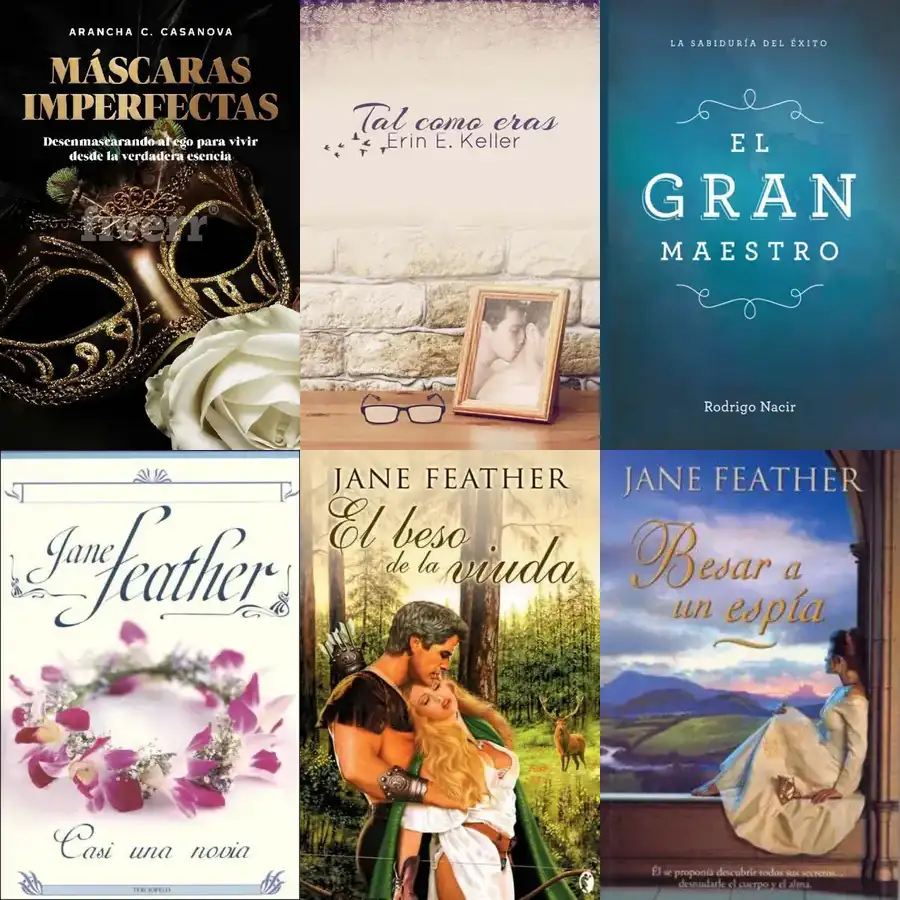 ARANCHA C. CASANOVA
MÁSCARAS
IMPERFECTAS
Desenmascarando al ego para vivir
desde la verdadera esencia
fiverr®
Tal como eras
Erin E. Keller
LA SABIDURÍA DEL ÉXITO
EL
GRAN
MAESTRO
Rodrigo Nacir
Jane feather
Casi una novia
TERCIOPELO
JANE FEATHER
El beso
de la viuda
JANE FEATHER
Besar a
un espía
Él se proponía descubrir todos sus secretos...
desnudarle el cuerpo y el alma.